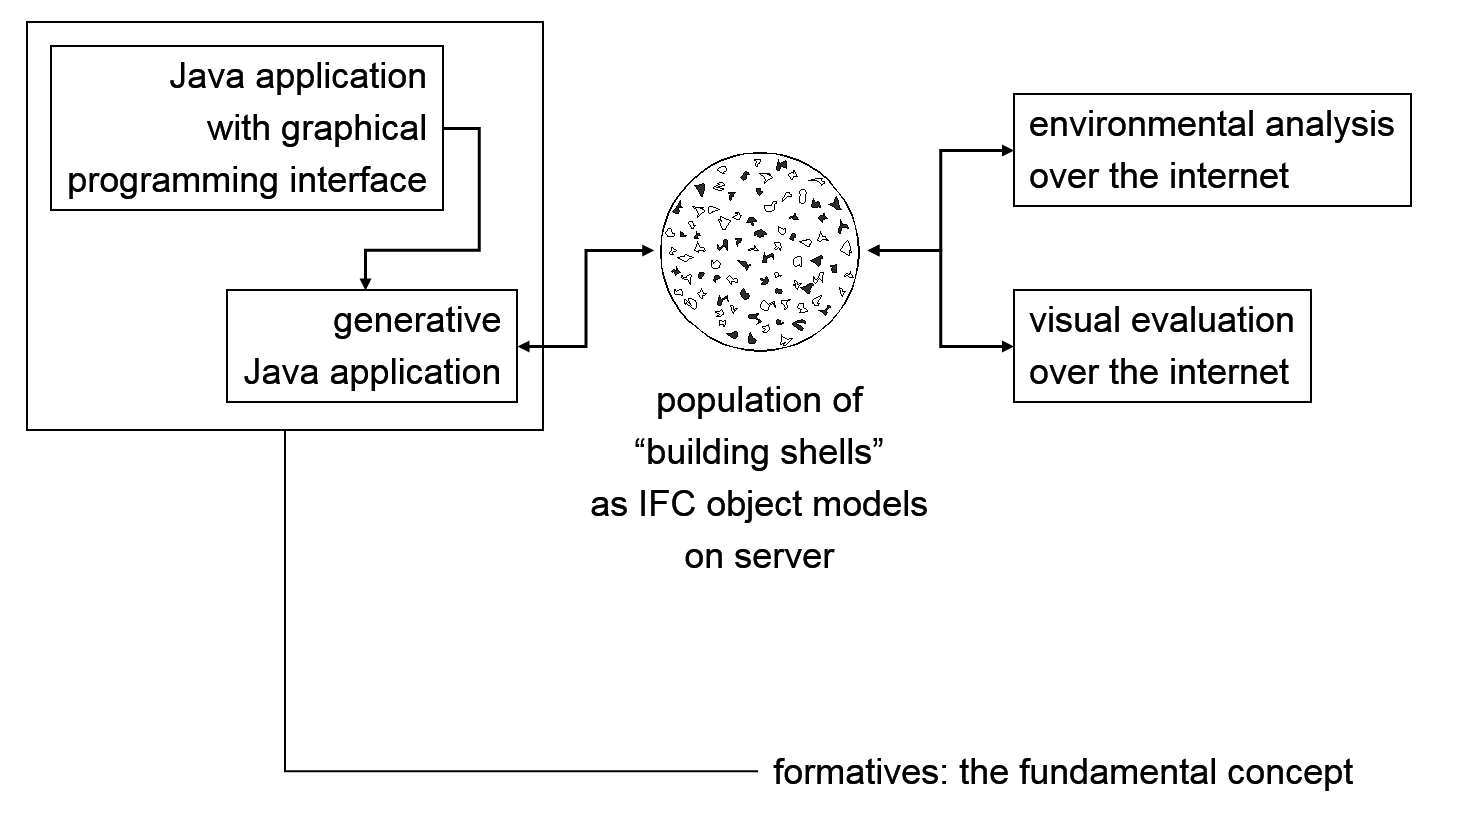 Java application
with graphical
programming interface
generative
Java application
population of
“building shells”
as IFC object models
on server
environmental analysis
over the internet
visual evaluation
over the internet
formatives: the fundamental concept